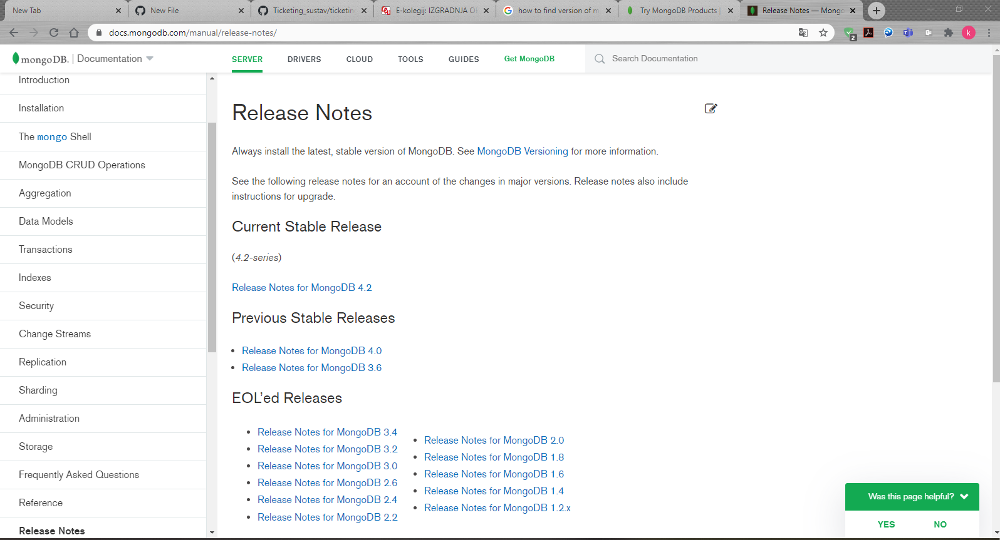 New Tab
New File
Ticketing_sustav/ticketin
E-kolegij: IZGRADNJA O
how to find version of m
Try MongoDB Products |
Release Notes — Mongo
docs.mongodb.com/manual/release-notes/
2
k
mongoDB. | Documentation
SERVER
DRIVERS
CLOUD
TOOLS
GUIDES
Get MongoDB
Search Documentation
Introduction
Installation
The mongo Shell
MongoDB CRUD Operations
Aggregation
Data Models
Transactions
Indexes
Security
Change Streams
Replication
Sharding
Administration
Storage
Frequently Asked Questions
Reference
Release Notes
Release Notes
Always install the latest, stable version of MongoDB. See MongoDB Versioning for more information.
See the following release notes for an account of the changes in major versions. Release notes also include
instructions for upgrade.
Current Stable Release
(4.2-series)
Release Notes for MongoDB 4.2
Previous Stable Releases
Release Notes for MongoDB 4.0
Release Notes for MongoDB 3.6
EOL’ed Releases
Release Notes for MongoDB 3.4
Release Notes for MongoDB 3.2
Release Notes for MongoDB 3.0
Release Notes for MongoDB 2.6
Release Notes for MongoDB 2.4
Release Notes for MongoDB 2.2
Release Notes for MongoDB 2.0
Release Notes for MongoDB 1.8
Release Notes for MongoDB 1.6
Release Notes for MongoDB 1.4
Release Notes for MongoDB 1.2.x
Was this page helpful?
YES
NO